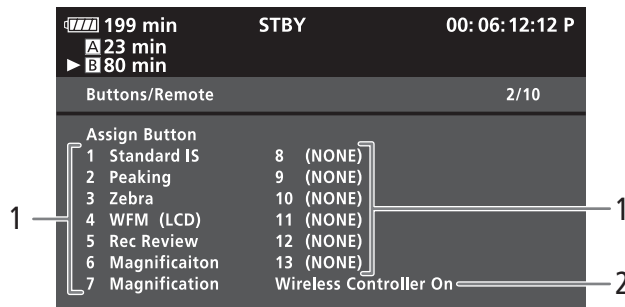 199 min STBY 00: 06: 12: 12 P
A 23 min
B 80 min
Buttons/Remote 2/10
Assign Button
1 Standard IS 8 (NONE)
2 Peaking 9 (NONE)
3 Zebra 10 (NONE)
4 WFM (LCD) 11 (NONE)
5 Rec Review 12 (NONE)
6 Magnificaiton 13 (NONE)
7 Magnification Wireless Controller On
1
1
2